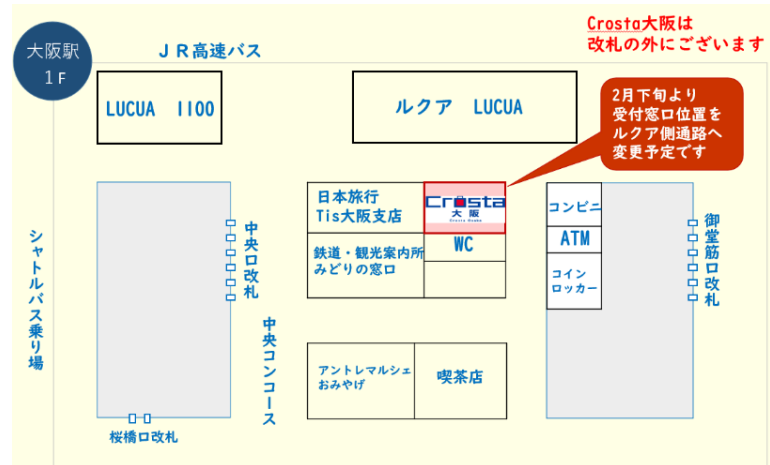 大阪駅
1F
JR高速バス
Crosta大阪は
改札の外にございます
LUCUA 1100
ルクア LUCUA
2月下旬より
受付窓口位置を
ルクア側通路へ
変更予定です
日本旅行
Tis大阪支店
Crosta
大阪
鉄道・観光案内所
みどりの窓口
WC
コンビニ
ATM
コイン
ロッカー
中央口改札
御堂筋口改札
シャトルバス乗り場
中央コンコース
アントレマルシェ
おみやげ
喫茶店
桜橋口改札